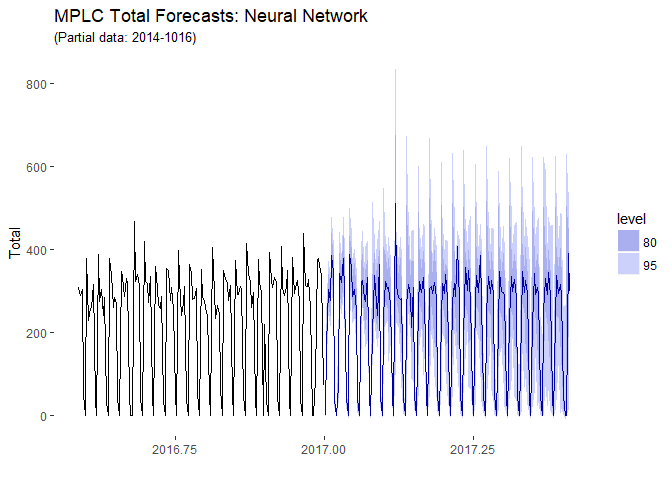 MPLC Total Forecasts: Neural Network
(Partial data: 2014-1016)
800
600
400
200
0
Total
2016.75
2017.00
2017.25
level
80
95